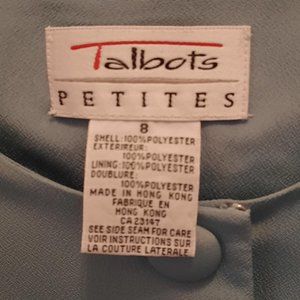 Talbots
PETITES
8
SHELL:100%POLYESTER
EXTERIEUR:
100%POLYESTER
LINING:100%POLYESTER
DOUBLURE:
100%POLYESTER
MADE IN HONG KONG
FABRIQUE EN
HONG KONG
CA 23147
SEE SIDE SEAM FOR CARE
VOIR INSTRUCTIONS SUR
LA COUTURE LATERALE